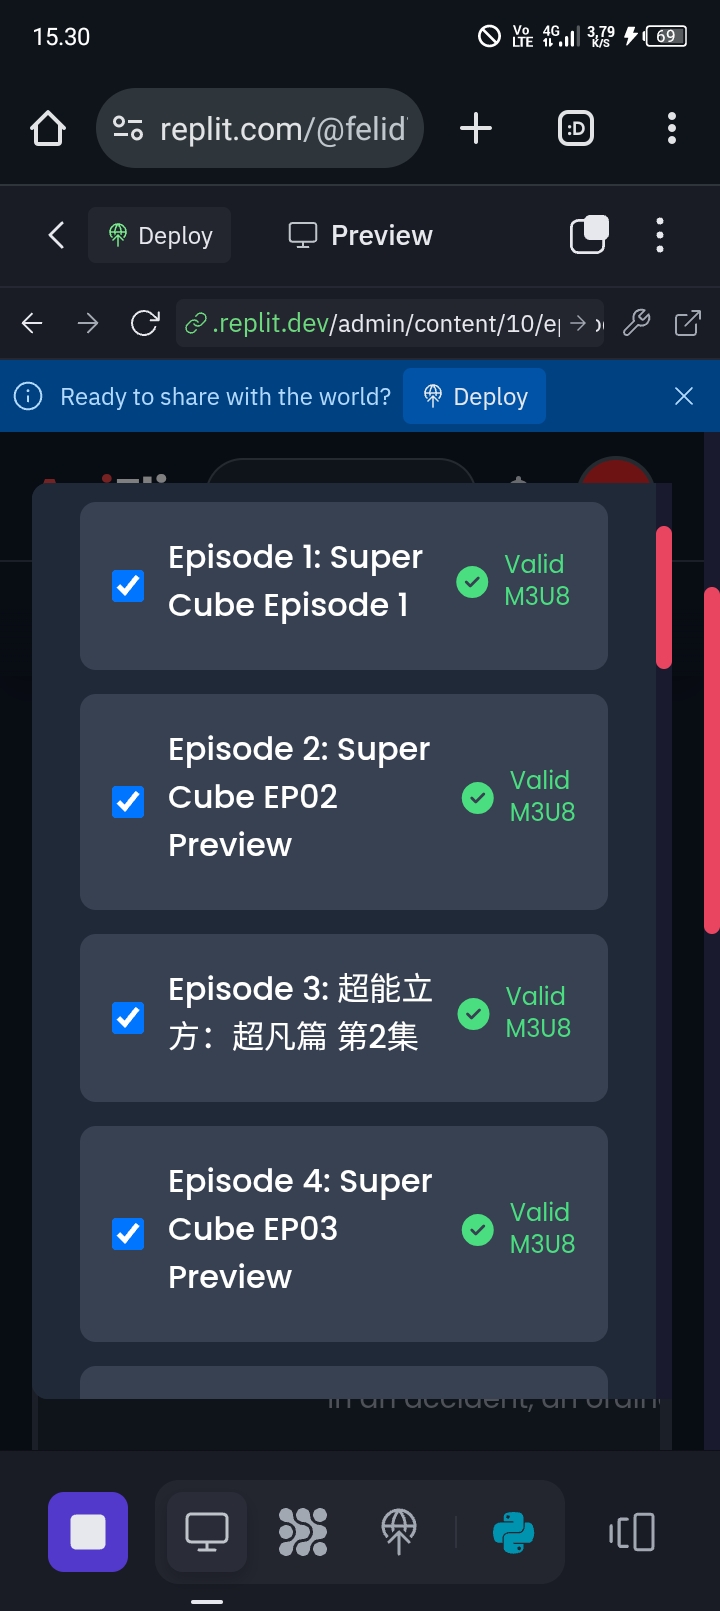 15.30
Vo LTE 4G 3,79 K/S 69
replit.com/@felid
:D
Deploy
Preview
.replit.dev/admin/content/10/ep
Ready to share with the world?
Deploy
Episode 1: Super
Cube Episode 1
Valid
M3U8
Episode 2: Super
Cube EP02
Preview
Valid
M3U8
Episode 3: 超能立
方：超凡篇 第2集
Valid
M3U8
Episode 4: Super
Cube EP03
Preview
Valid
M3U8
in an accident, an ordin